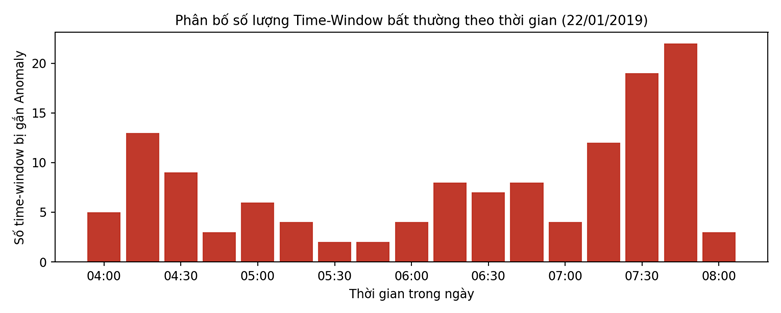 Phân bố số lượng Time-Window bất thường theo thời gian (22/01/2019)
Số time-window bị gắn Anomaly
20
15
10
5
0
04:00 04:30 05:00 05:30 06:00 06:30 07:00 07:30 08:00
Thời gian trong ngày